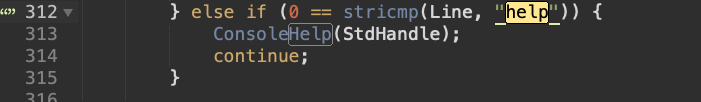 312 } else if (0 == stricmp(Line, "help")) {
313 ConsoleHelp(StdHandle);
314 continue;
315 }
316